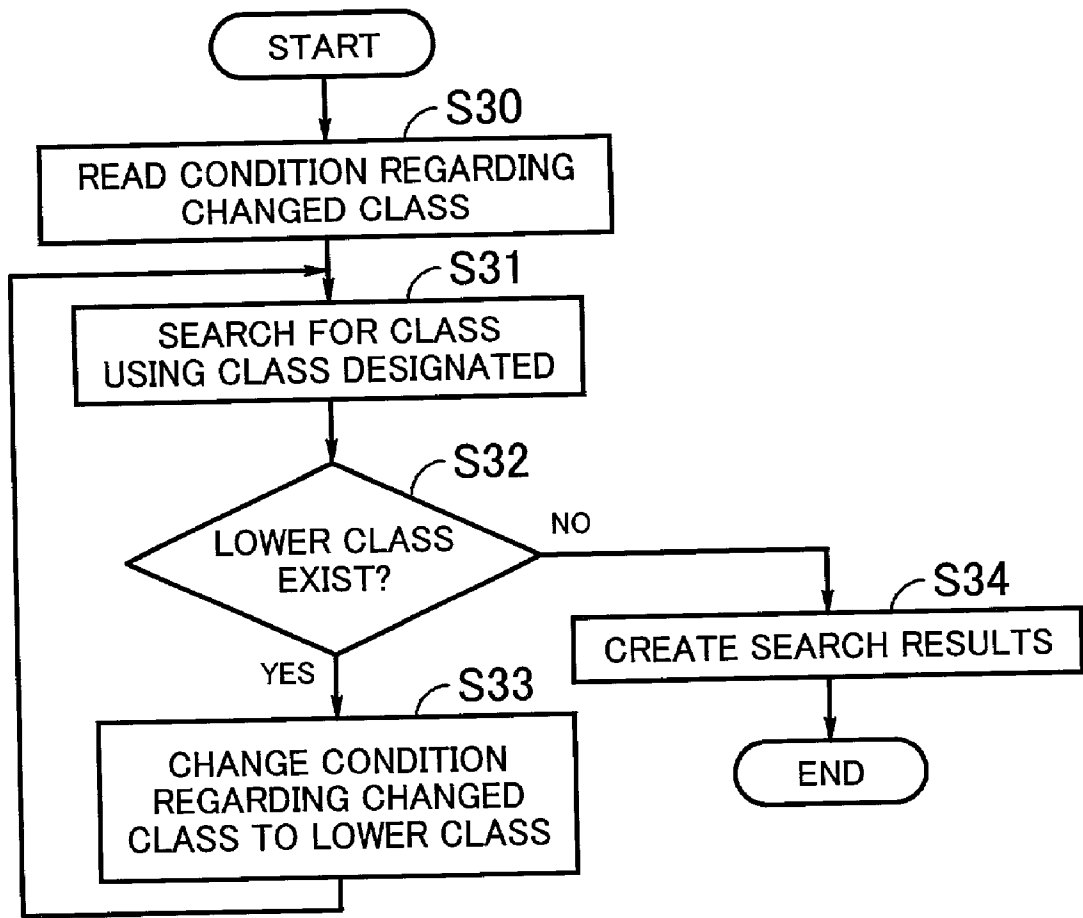 START
S30
READ CONDITION REGARDING
CHANGED CLASS
S31
SEARCH FOR CLASS
USING CLASS DESIGNATED
S32
LOWER CLASS
EXIST?
NO
YES
S34
CREATE SEARCH RESULTS
S33
CHANGE CONDITION
REGARDING CHANGED
CLASS TO LOWER CLASS
END